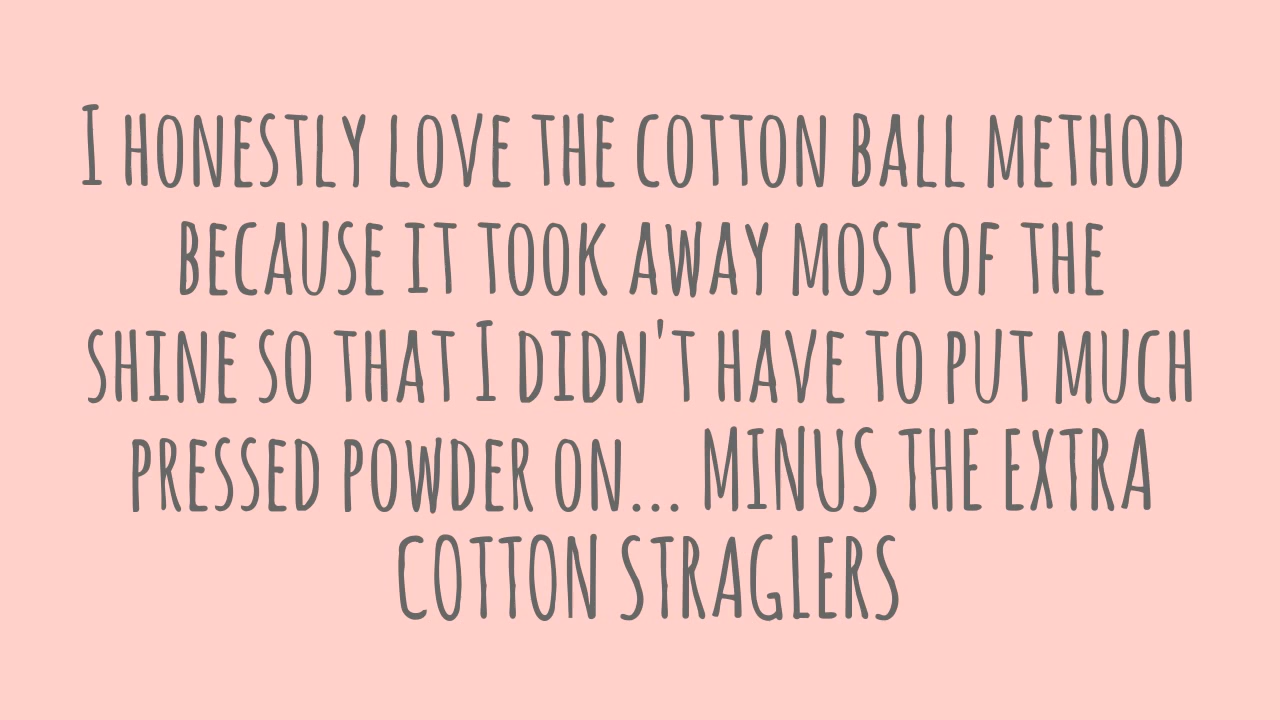 I honestly love the cotton ball method
because it took away most of the
shine so that I didn't have to put much
pressed powder on... MINUS THE EXTRA
COTTON STRAGLERS